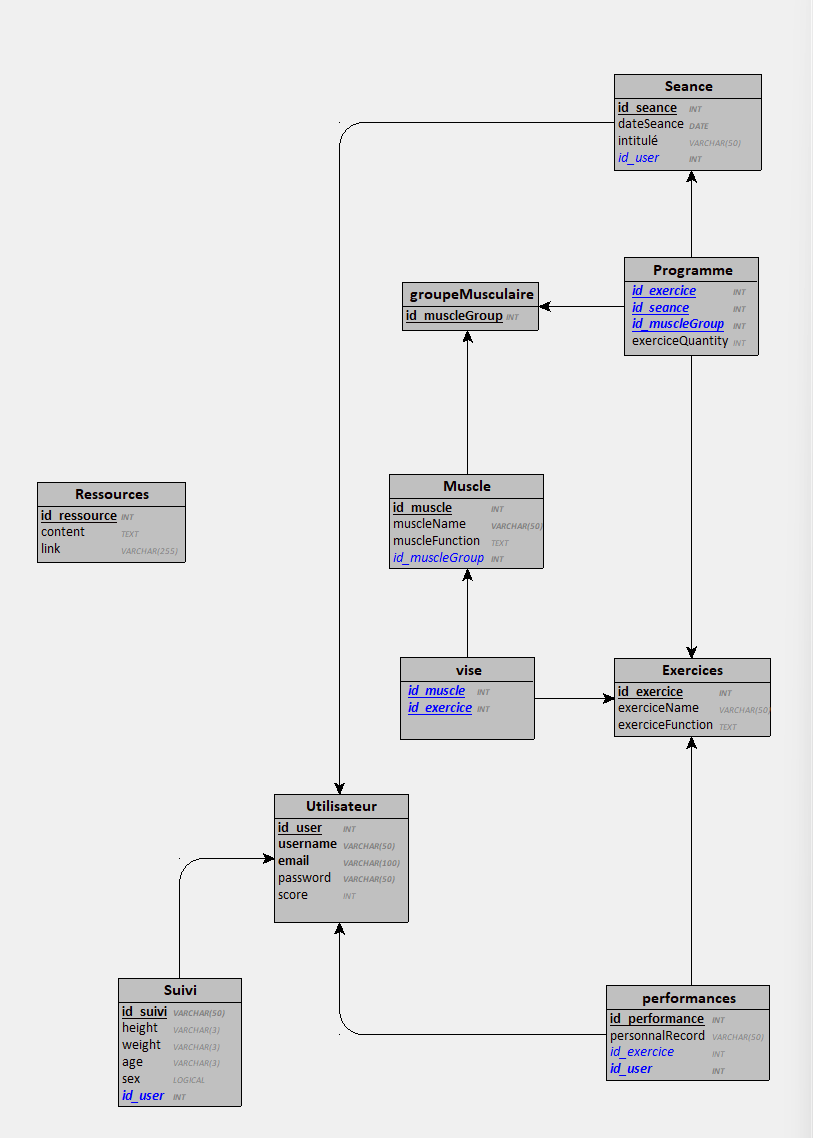 Seance
id_seance INT
dateSeance DATE
intitulé VARCHAR(50)
id_user INT
Programme
id_exercice INT
id_seance INT
id_muscleGroup INT
exerciceQuantity INT
groupeMusculaire
id_muscleGroup INT
Muscle
id_muscle INT
muscleName VARCHAR(50)
muscleFunction TEXT
id_muscleGroup INT
Ressources
id_ressource INT
content TEXT
link VARCHAR(255)
vise
id_muscle INT
id_exercice INT
Exercices
id_exercice INT
exerciceName VARCHAR(50)
exerciceFunction TEXT
Utilisateur
id_user INT
username VARCHAR(50)
email VARCHAR(100)
password VARCHAR(50)
score INT
Suivi
id_suivi VARCHAR(50)
height VARCHAR(3)
weight VARCHAR(3)
age VARCHAR(3)
sex LOGICAL
id_user INT
performances
id_performance INT
personnalRecord VARCHAR(50)
id_exercice INT
id_user INT